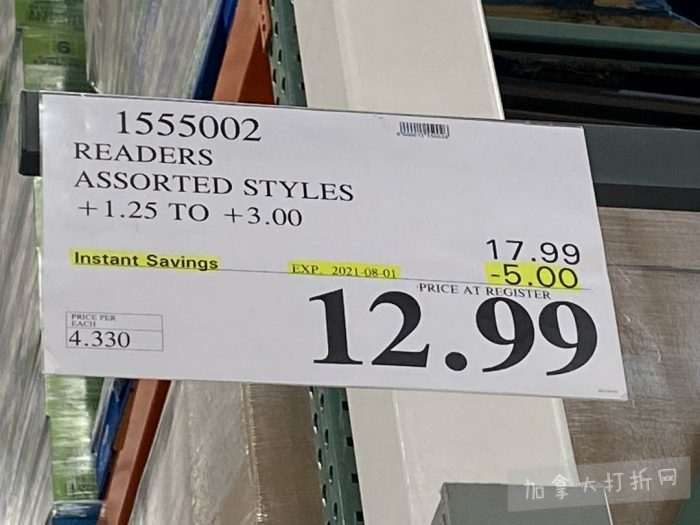 1555002
READERS
ASSORTED STYLES
+1.25 TO +3.00
17.99
Instant Savings EXP. 2021-08-01 -5.00
PRICE AT REGISTER
12.99
PRICE PER
EACH
4.330
加拿大打折网